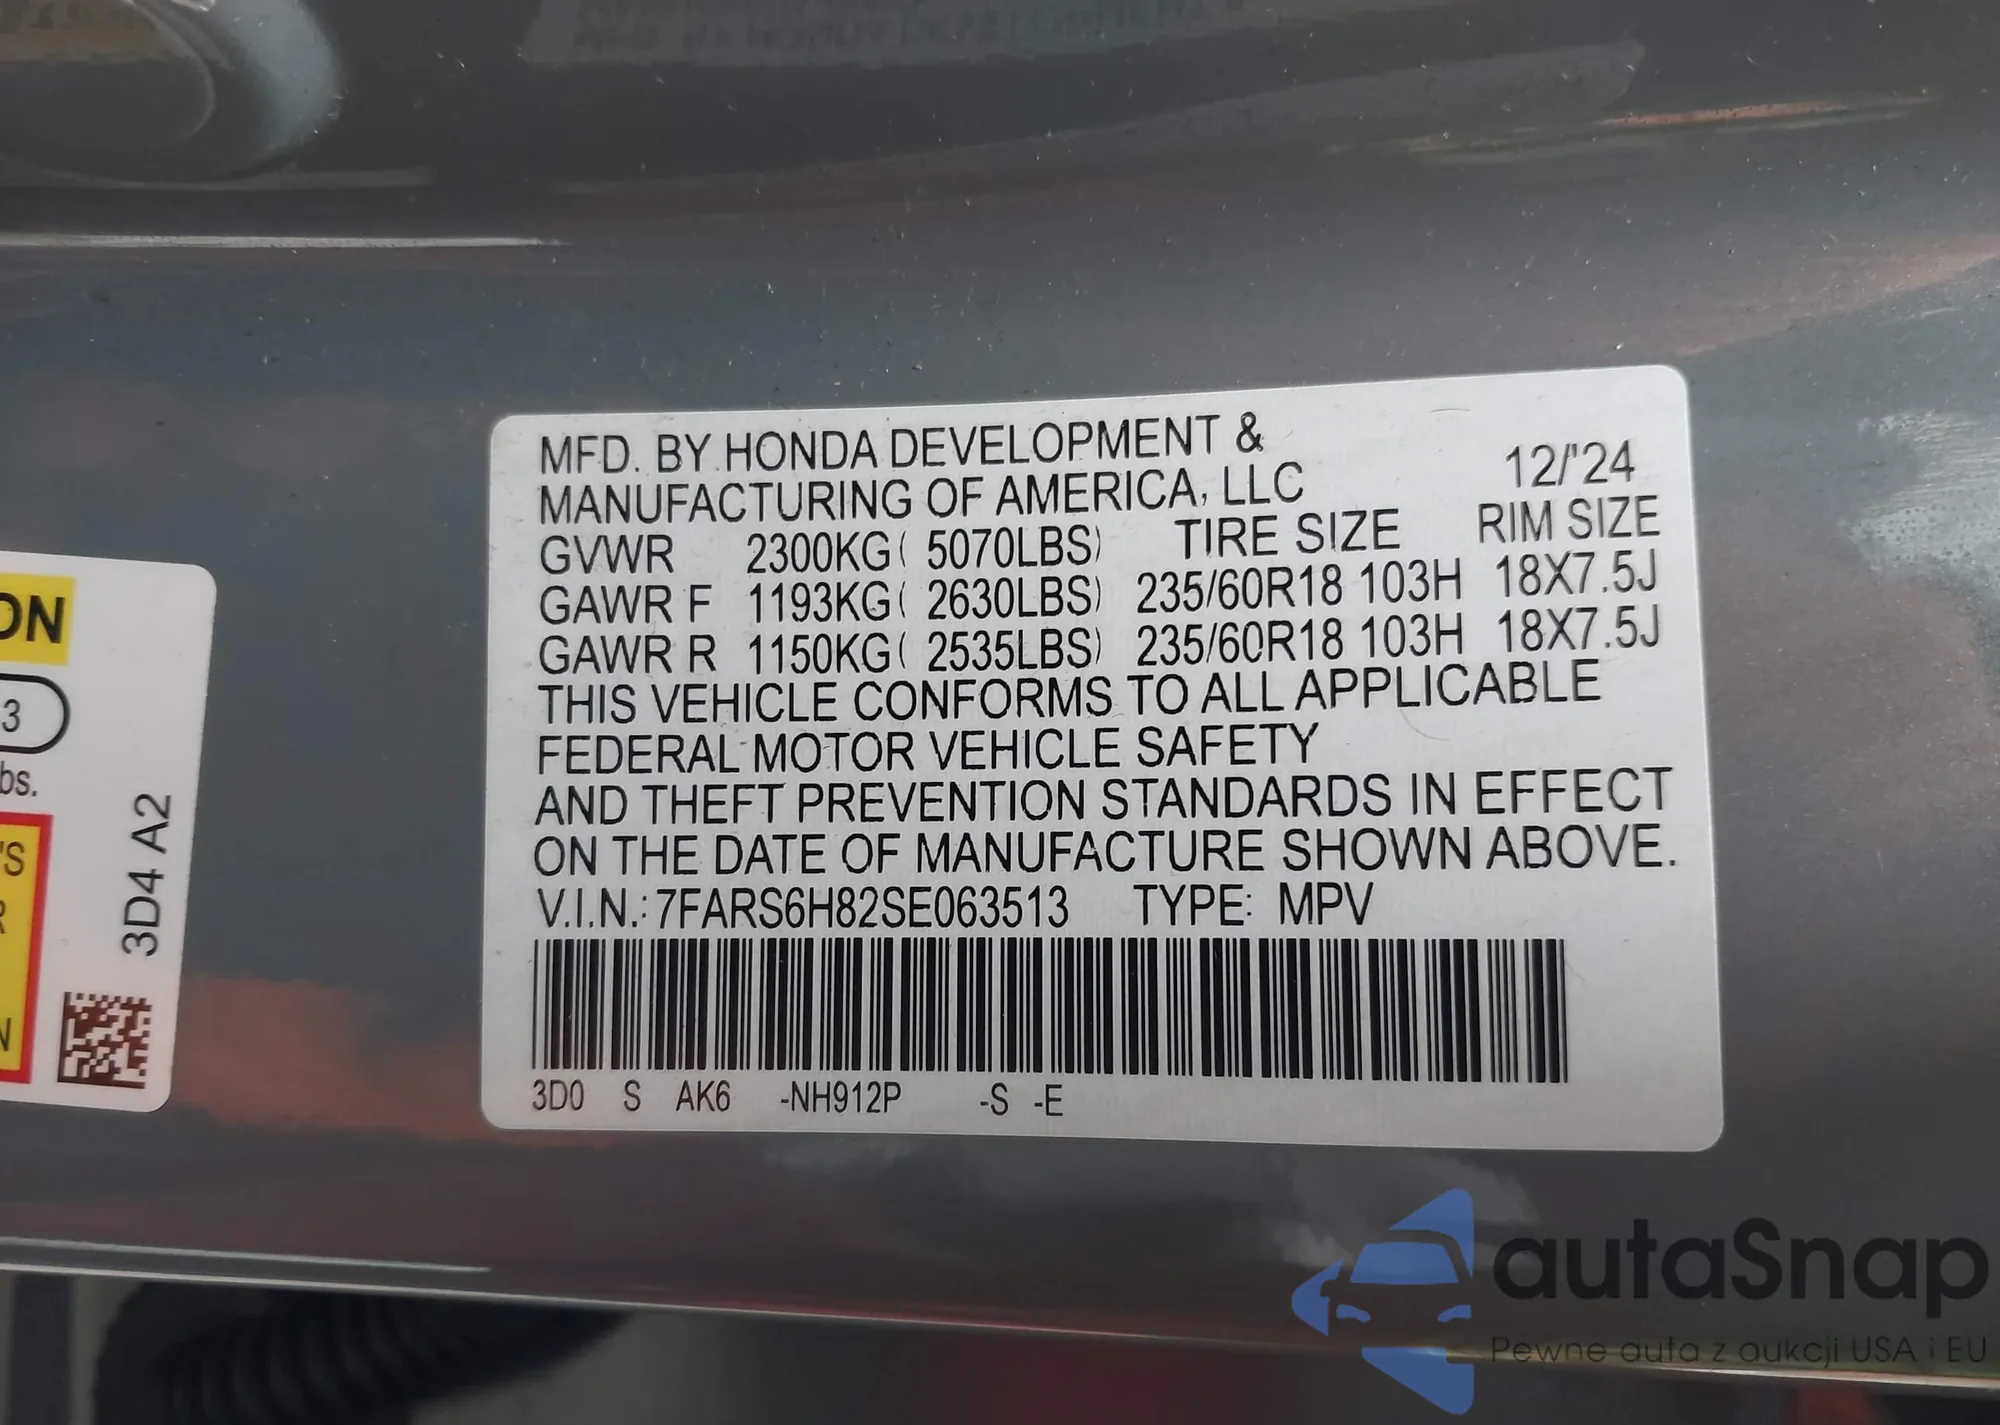 MFD. BY HONDA DEVELOPMENT &
MANUFACTURING OF AMERICA, LLC 12/'24
GVWR 2300KG( 5070LBS) TIRE SIZE RIM SIZE
GAWR F 1193KG( 2630LBS) 235/60R18 103H 18X7.5J
GAWR R 1150KG( 2535LBS) 235/60R18 103H 18X7.5J
THIS VEHICLE CONFORMS TO ALL APPLICABLE
FEDERAL MOTOR VEHICLE SAFETY
AND THEFT PREVENTION STANDARDS IN EFFECT
ON THE DATE OF MANUFACTURE SHOWN ABOVE.
V.I.N.: 7FARS6H82SE063513 TYPE: MPV
3D0 S AK6 -NH912P -S -E
ON
3
bs.
'S
R
N
3D4 A2
autaSnap
Pewne auta z aukcji USA i EU